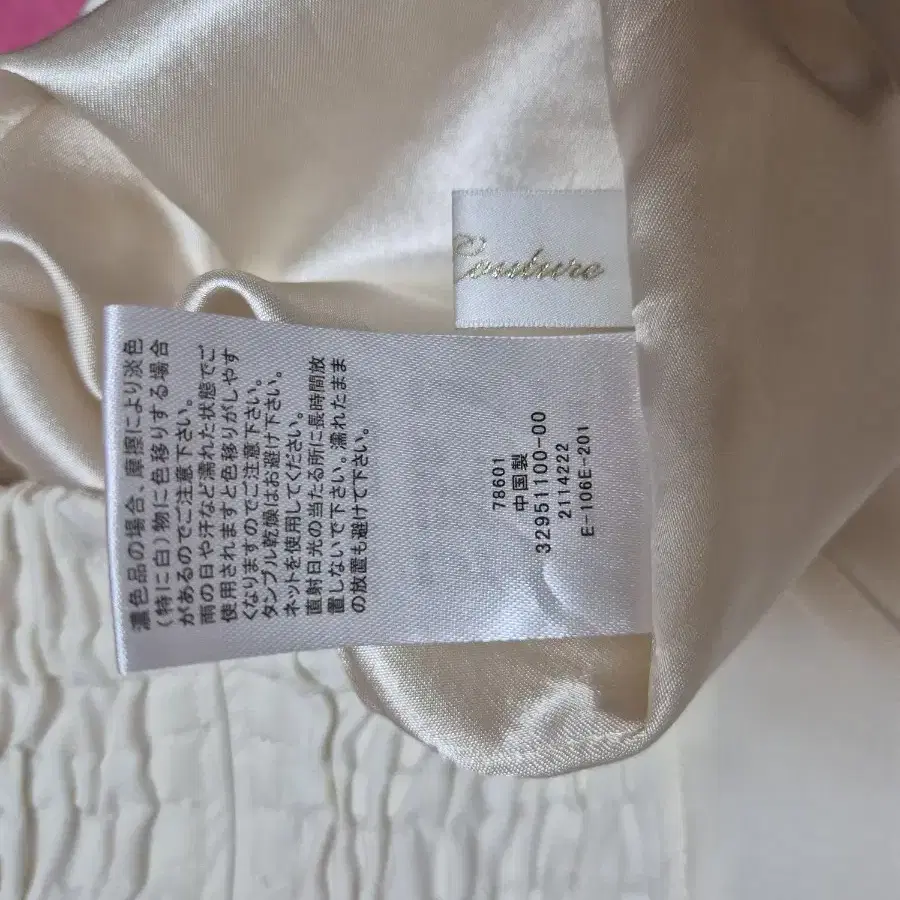 Couture
濃色品の場合、摩擦により淡色
(特に白)物に色移りする場合
があるのでご注意下さい。
雨の日や汗など濡れた状態でご
使用されますと色移りがしやす
くなりますのでご注意下さい。
タンブル乾燥はお避け下さい。
ネットを使用してください。
直射日光の当たる所に長時間放
置しないで下さい。濡れたまま
の放置も避けて下さい。
78601
中国製
32951100-00
2114222
E-106E-201